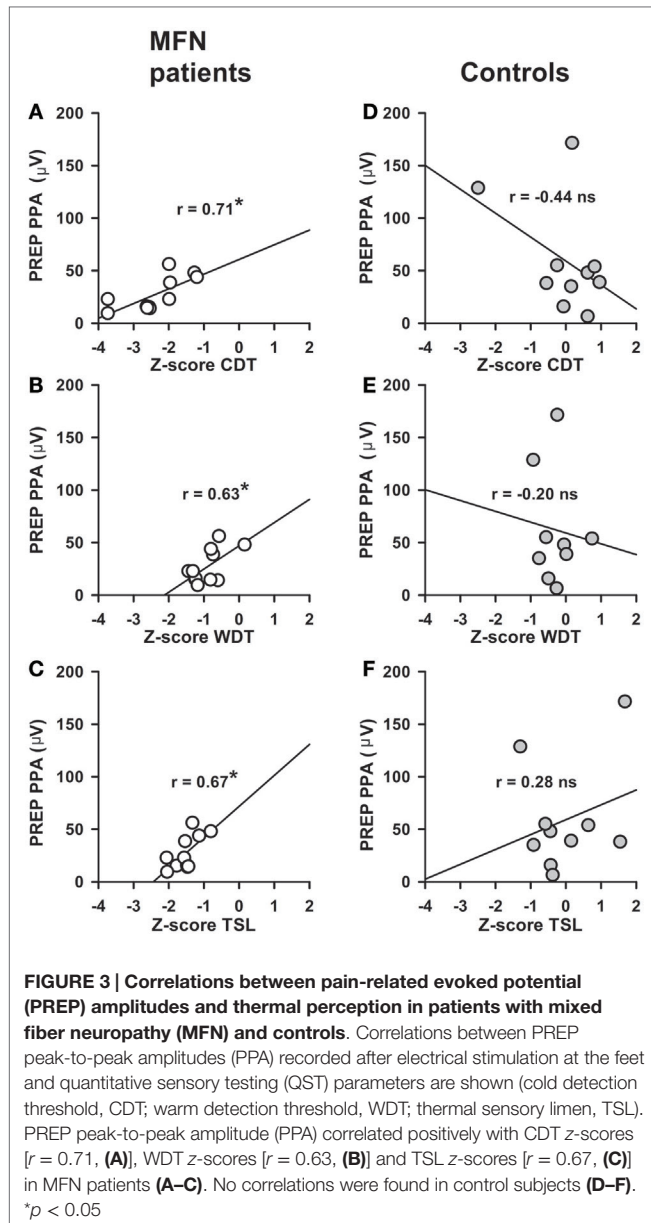 MFN
patients
Controls
A
PREP PPA (μV)
200
150
100
50
0
r = 0.71*
-4 -3 -2 -1 0 1 2
Z-score CDT
D
PREP PPA (μV)
200
150
100
50
0
r = -0.44 ns
-4 -3 -2 -1 0 1 2
Z-score CDT
B
PREP PPA (μV)
200
150
100
50
0
r = 0.63*
-4 -3 -2 -1 0 1 2
Z-score WDT
E
PREP PPA (μV)
200
150
100
50
0
r = -0.20 ns
-4 -3 -2 -1 0 1 2
Z-score WDT
C
PREP PPA (μV)
200
150
100
50
0
r = 0.67*
-4 -3 -2 -1 0 1 2
Z-score TSL
F
PREP PPA (μV)
200
150
100
50
0
r = 0.28 ns
-4 -3 -2 -1 0 1 2
Z-score TSL
FIGURE 3 | Correlations between pain-related evoked potential
(PREP) amplitudes and thermal perception in patients with mixed
fiber neuropathy (MFN) and controls. Correlations between PREP
peak-to-peak amplitudes (PPA) recorded after electrical stimulation at the feet
and quantitative sensory testing (QST) parameters are shown (cold detection
threshold, CDT; warm detection threshold, WDT; thermal sensory limen, TSL).
PREP peak-to-peak amplitude (PPA) correlated positively with CDT z-scores
[r = 0.71, (A)], WDT z-scores [r = 0.63, (B)] and TSL z-scores [r = 0.67, (C)]
in MFN patients (A–C). No correlations were found in control subjects (D–F).
*p < 0.05